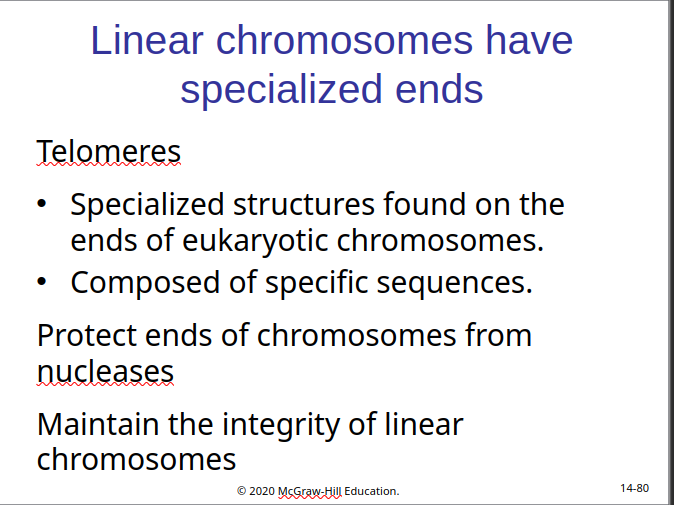 Linear chromosomes have
specialized ends
Telomeres
• Specialized structures found on the
ends of eukaryotic chromosomes.
• Composed of specific sequences.
Protect ends of chromosomes from
nucleases
Maintain the integrity of linear
chromosomes
© 2020 McGraw-Hill Education.
14-80